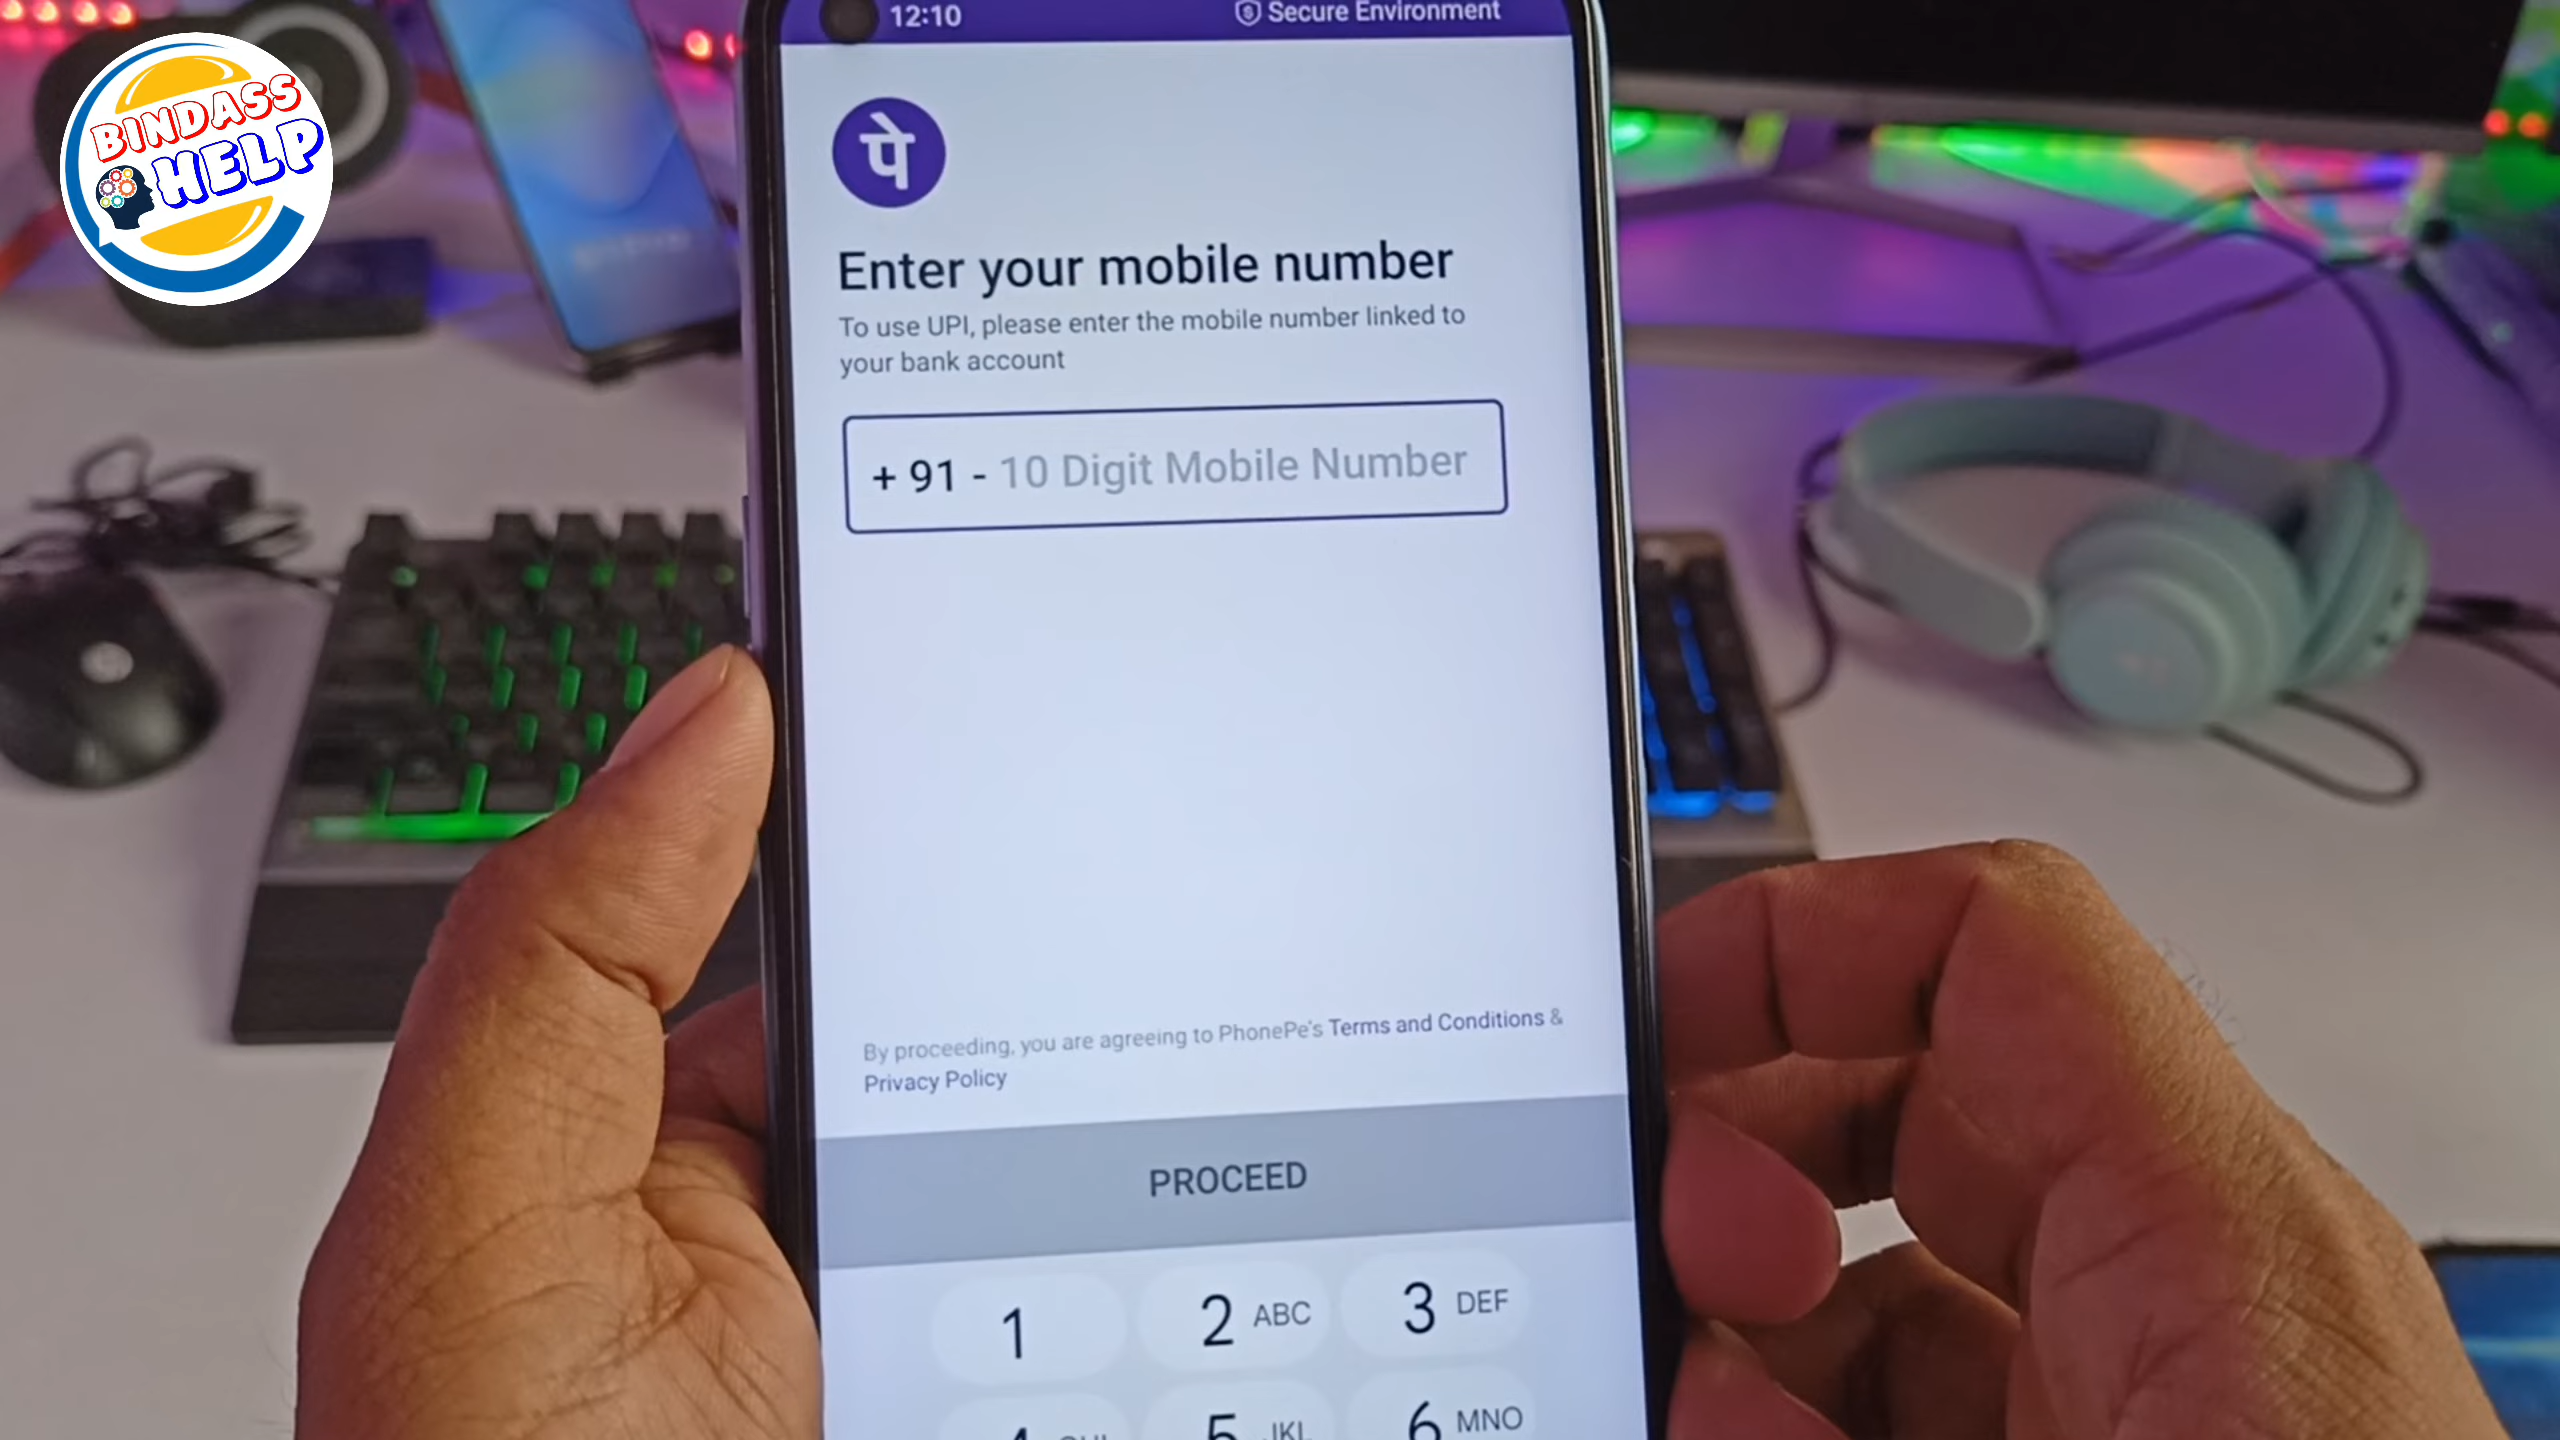 BINDASS
HELP
12:10
Secure Environment
पे
Enter your mobile number
To use UPI, please enter the mobile number linked to
your bank account
+ 91 - 10 Digit Mobile Number
By proceeding, you are agreeing to PhonePe's Terms and Conditions &
Privacy Policy
PROCEED
1 2 ABC 3 DEF
5 JKL 6 MNO